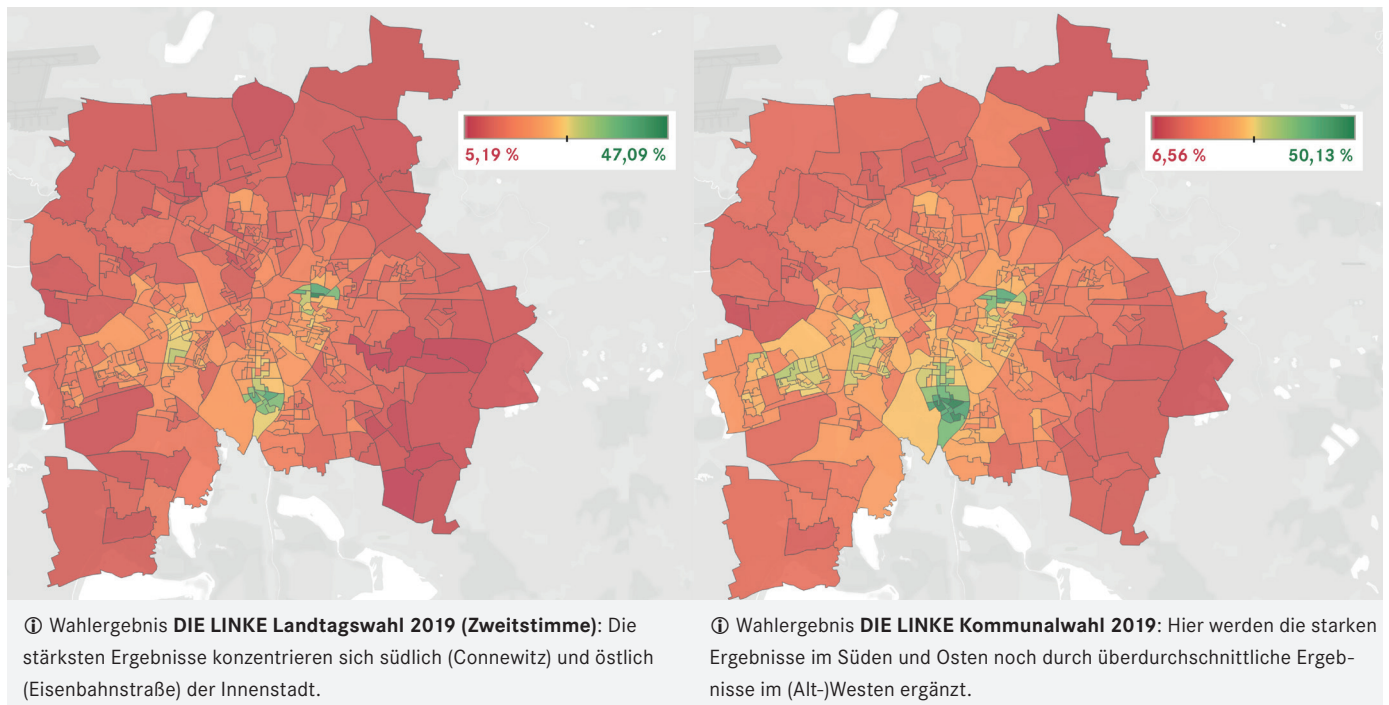 5,19 % 47,09 %
ⓘ Wahlergebnis DIE LINKE Landtagswahl 2019 (Zweitstimme): Die
stärksten Ergebnisse konzentrieren sich südlich (Connewitz) und östlich
(Eisenbahnstraße) der Innenstadt.
6,56 % 50,13 %
ⓘ Wahlergebnis DIE LINKE Kommunalwahl 2019: Hier werden die starken
Ergebnisse im Süden und Osten noch durch überdurchschnittliche Ergeb-
nisse im (Alt-)Westen ergänzt.